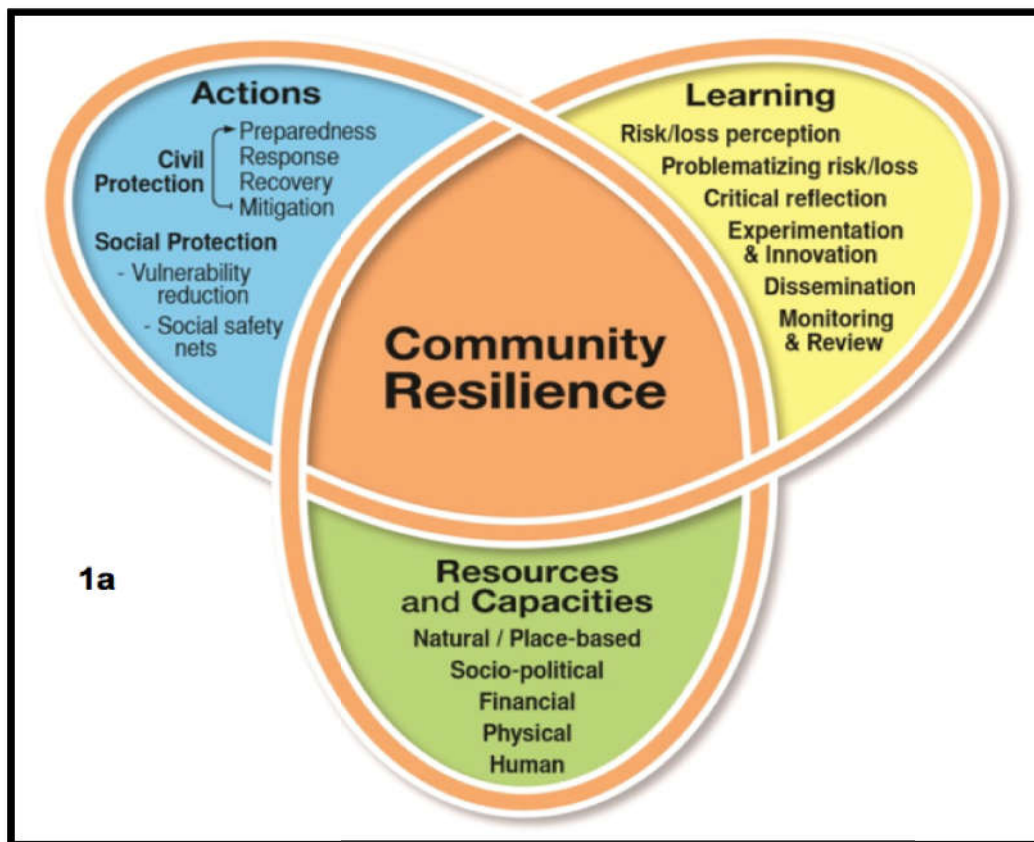 Actions
Civil
Protection
Preparedness
Response
Recovery
Mitigation
Social Protection
- Vulnerability
reduction
- Social safety
nets
Learning
Risk/loss perception
Problematizing risk/loss
Critical reflection
Experimentation
& Innovation
Dissemination
Monitoring
& Review
Community
Resilience
1a
Resources
and Capacities
Natural / Place-based
Socio-political
Financial
Physical
Human